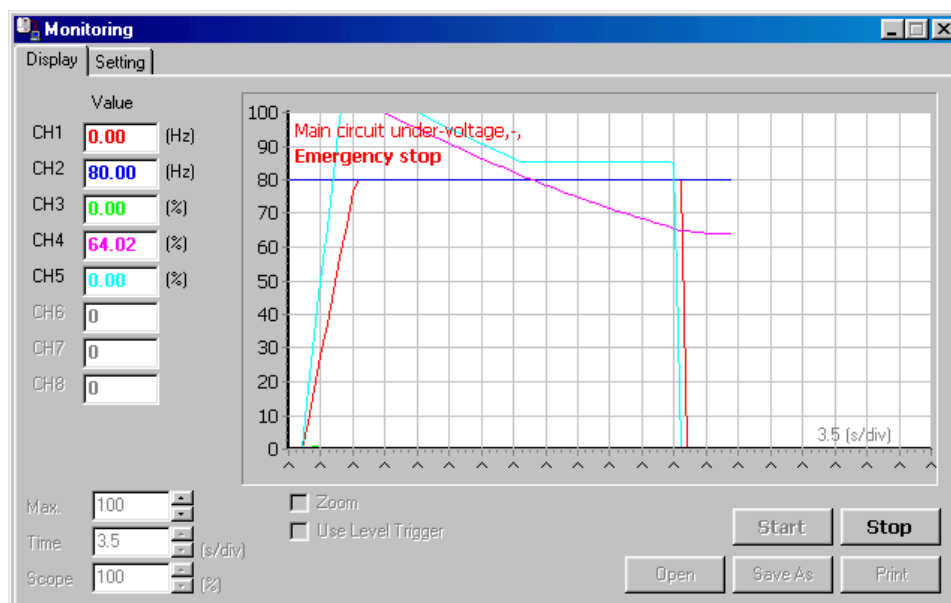 Monitoring
Display Setting
Value
CH1 0.00 (Hz)
CH2 80.00 (Hz)
CH3 0.00 (%)
CH4 64.02 (%)
CH5 0.00 (%)
CH6 0
CH7 0
CH8 0
100
90
80
70
60
50
40
30
20
10
0
Main circuit under-voltage,-,
Emergency stop
3.5 (s/div)
Max. 100
Time 3.5 (s/div)
Scope 100 (%)
Zoom
Use Level Trigger
Start Stop
Open Save As Print